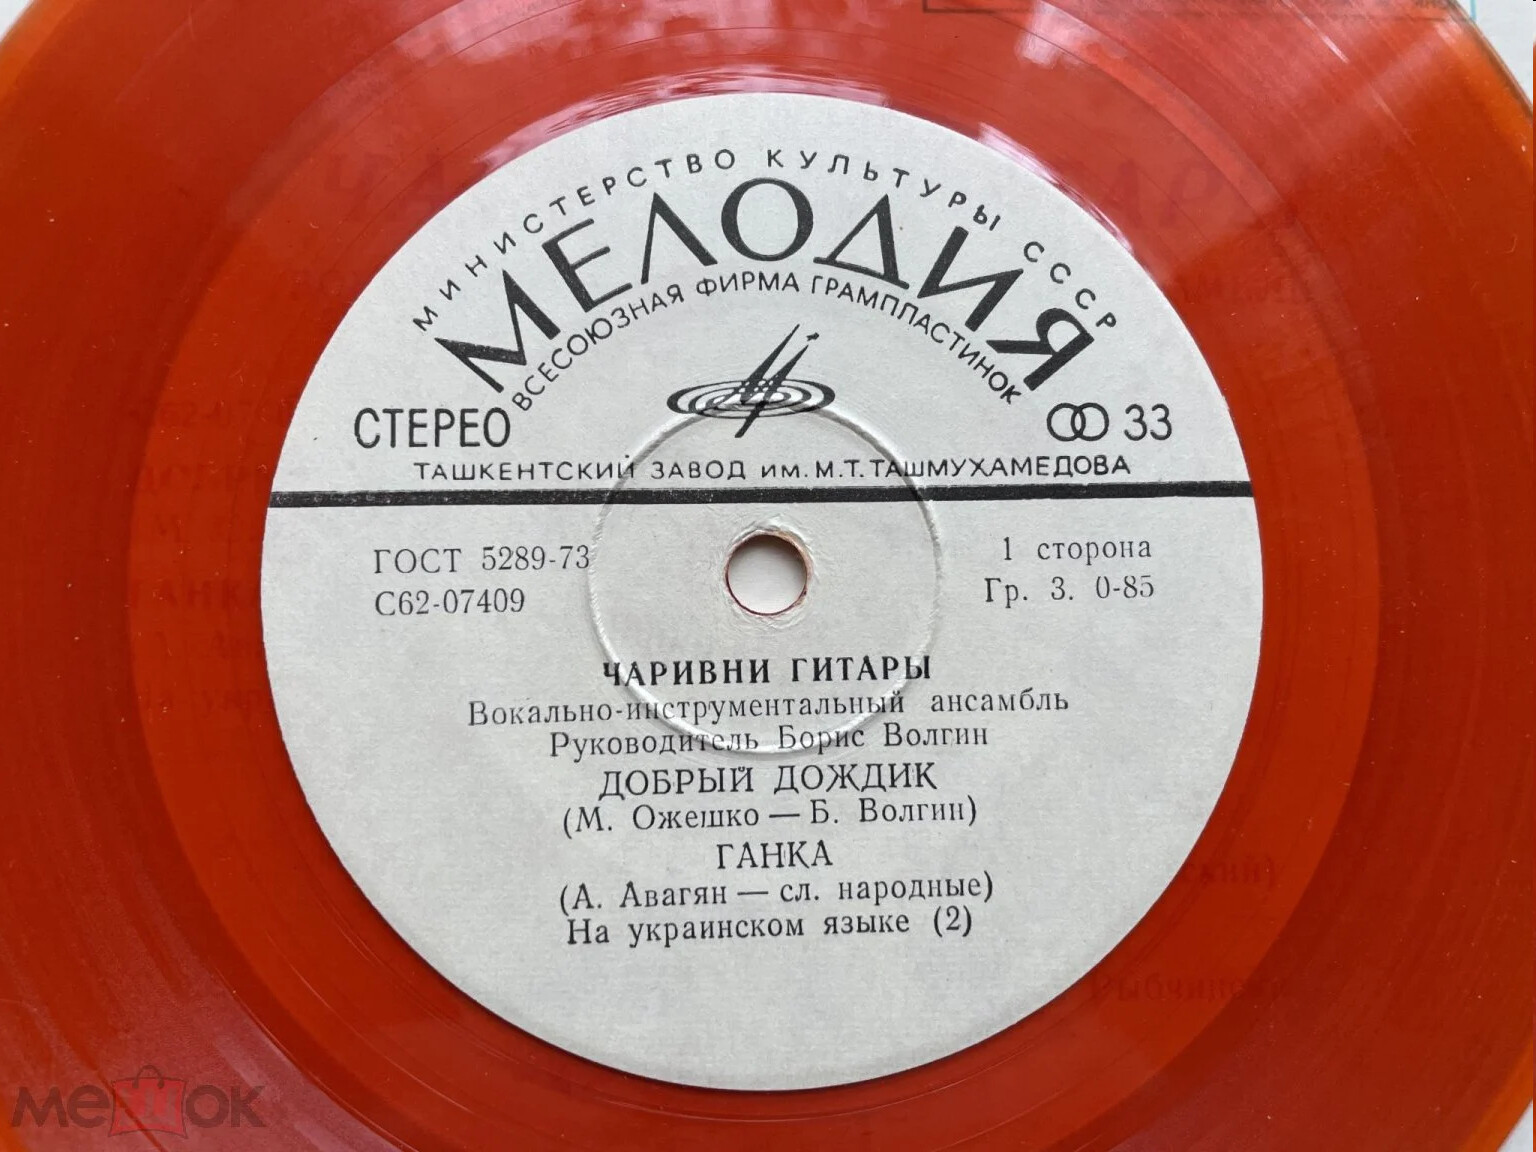 МИНИСТЕРСТВО КУЛЬТУРЫ СССР
МЕЛОДИЯ
ВСЕСОЮЗНАЯ ФИРМА ГРАМПЛАСТИНОК
СТЕРЕО
33
ТАШКЕНТСКИЙ ЗАВОД ИМ. М.Т.ТАШМУХАМЕДОВА
ГОСТ 5289-73
1 сторона
С62-07409
Гр. 3. 0-85
ЧАРИВНИ ГИТАРЫ
Вокально-инструментальный ансамбль
Руководитель Борис Волгин
ДОБРЫЙ ДОЖДИК
(М. Ожешко — Б. Волгин)
ГАНКА
(А. Авагян — сл. народные)
На украинском языке (2)
мешок